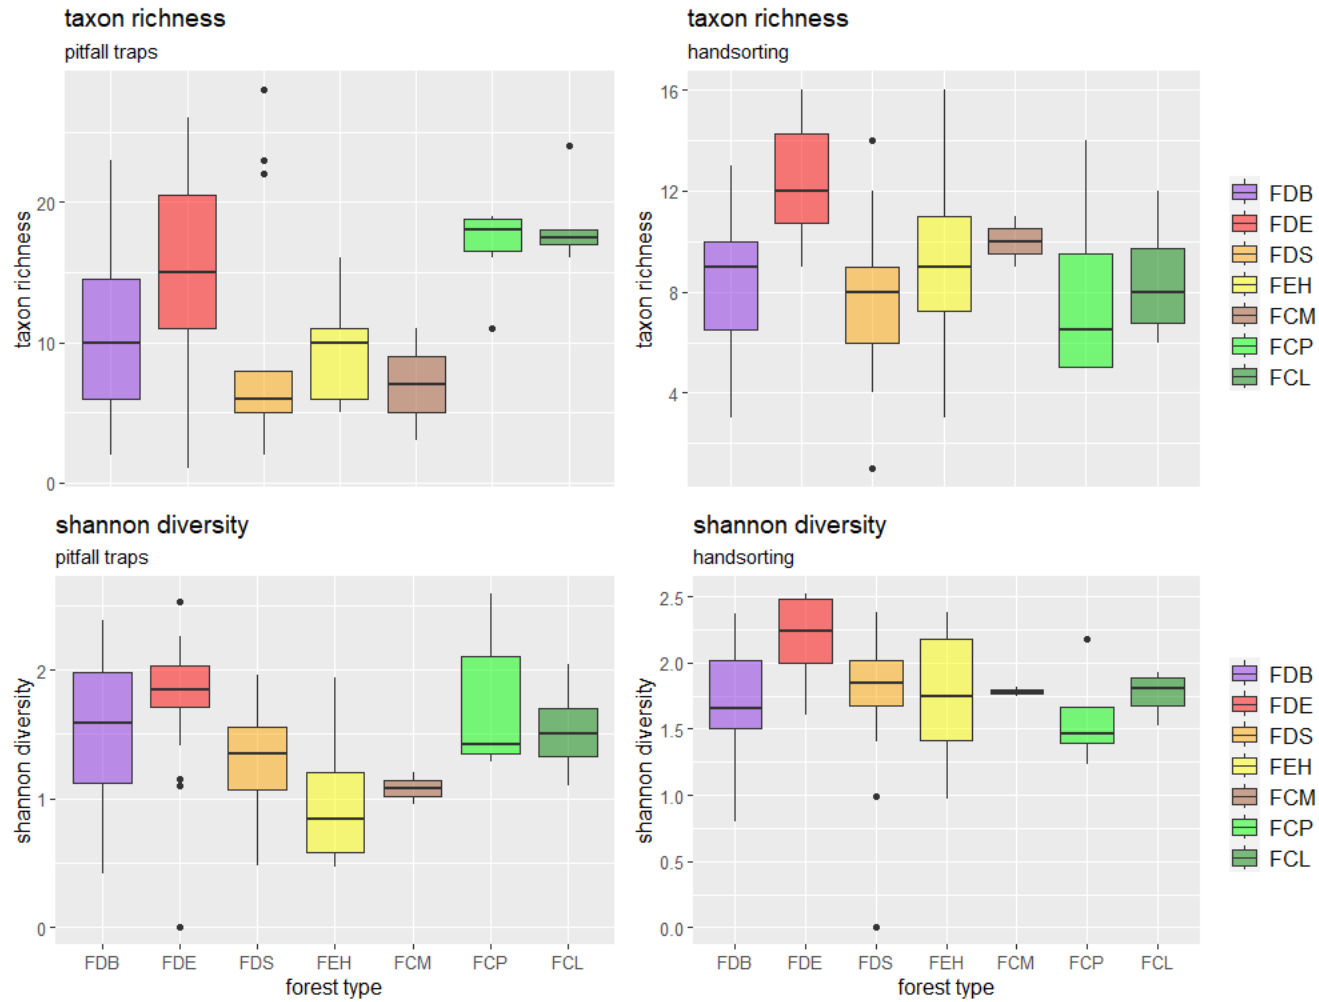 taxon richness
pitfall traps
taxon richness
20
10
0
taxon richness
handsorting
taxon richness
16
12
8
4
FDB
FDE
FDS
FEH
FCM
FCP
FCL
shannon diversity
pitfall traps
shannon diversity
2
1
0
FDB FDE FDS FEH FCM FCP FCL
forest type
shannon diversity
handsorting
shannon diversity
2.5
2.0
1.5
1.0
0.5
0.0
FDB FDE FDS FEH FCM FCP FCL
forest type
FDB
FDE
FDS
FEH
FCM
FCP
FCL